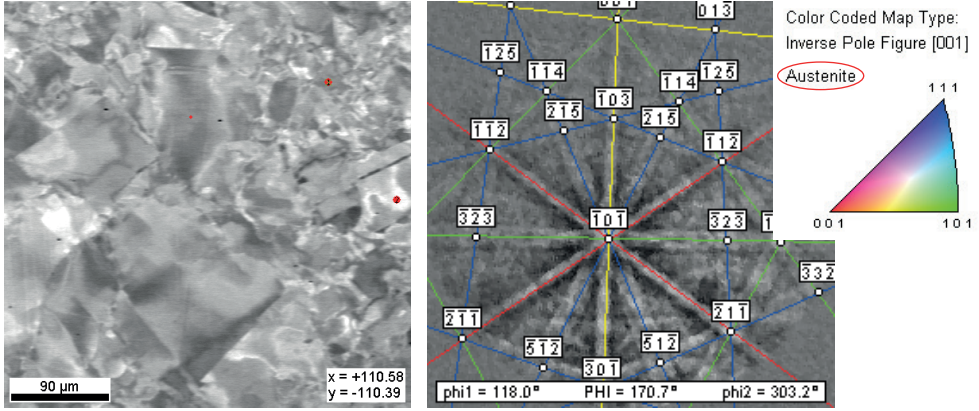 0 1 3̄
1̄ 2̄ 5̄
1̄ 1̄ 4̄
1̄ 1 4̄
1̄ 2 5̄
1̄ 0 3̄
2̄ 1̄ 5̄
2̄ 1 5̄
1̄ 1̄ 2̄
1̄ 1 2̄
3̄ 2̄ 3̄
1̄ 0 1̄
3̄ 2 3̄
3̄ 3 2̄
2̄ 1̄ 1̄
2̄ 1 1̄
5̄ 1̄ 2̄
5̄ 1 2̄
3̄ 0 1̄
90 µm
x = +110.58
y = -110.39
phi1 = 118.0° PHI = 170.7° phi2 = 303.2°
Color Coded Map Type:
Inverse Pole Figure [001]
Austenite
1 1 1
0 0 1
1 0 1